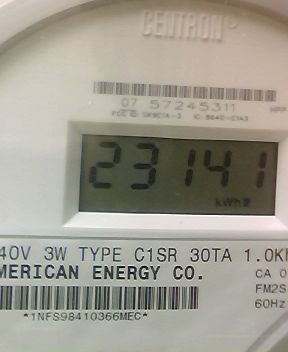 CENTRON
07 57245311
23141
kWh
40V 3W TYPE C1SR 30TA 1.0K
MERICAN ENERGY CO.
CA 0
FM2S
60Hz
*1NFS98410366MEC*